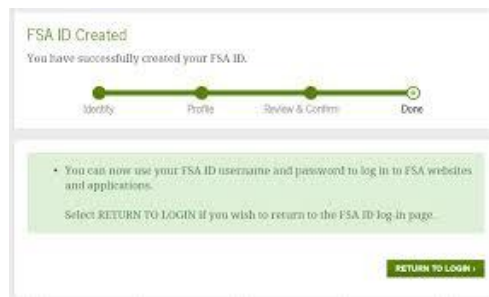 FSA ID Created
You have successfully created your FSA ID.
Identity Profile Review & Confirm Done
• You can now use your FSA ID username and password to log in to FSA websites
and applications.
Select RETURN TO LOGIN if you wish to return to the FSA ID log-in page.
RETURN TO LOGIN ›